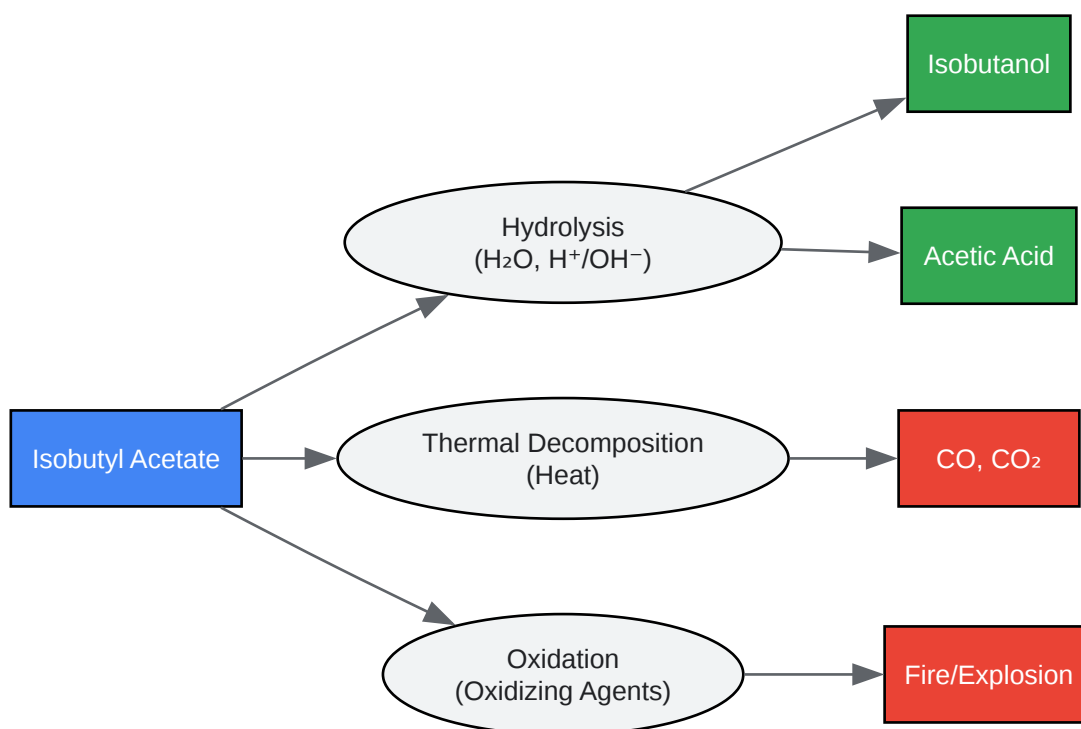 Isobutanol
Hydrolysis
(H₂O, H⁺/OH⁻)
Acetic Acid
Isobutyl Acetate
Thermal Decomposition
(Heat)
CO, CO₂
Oxidation
(Oxidizing Agents)
Fire/Explosion